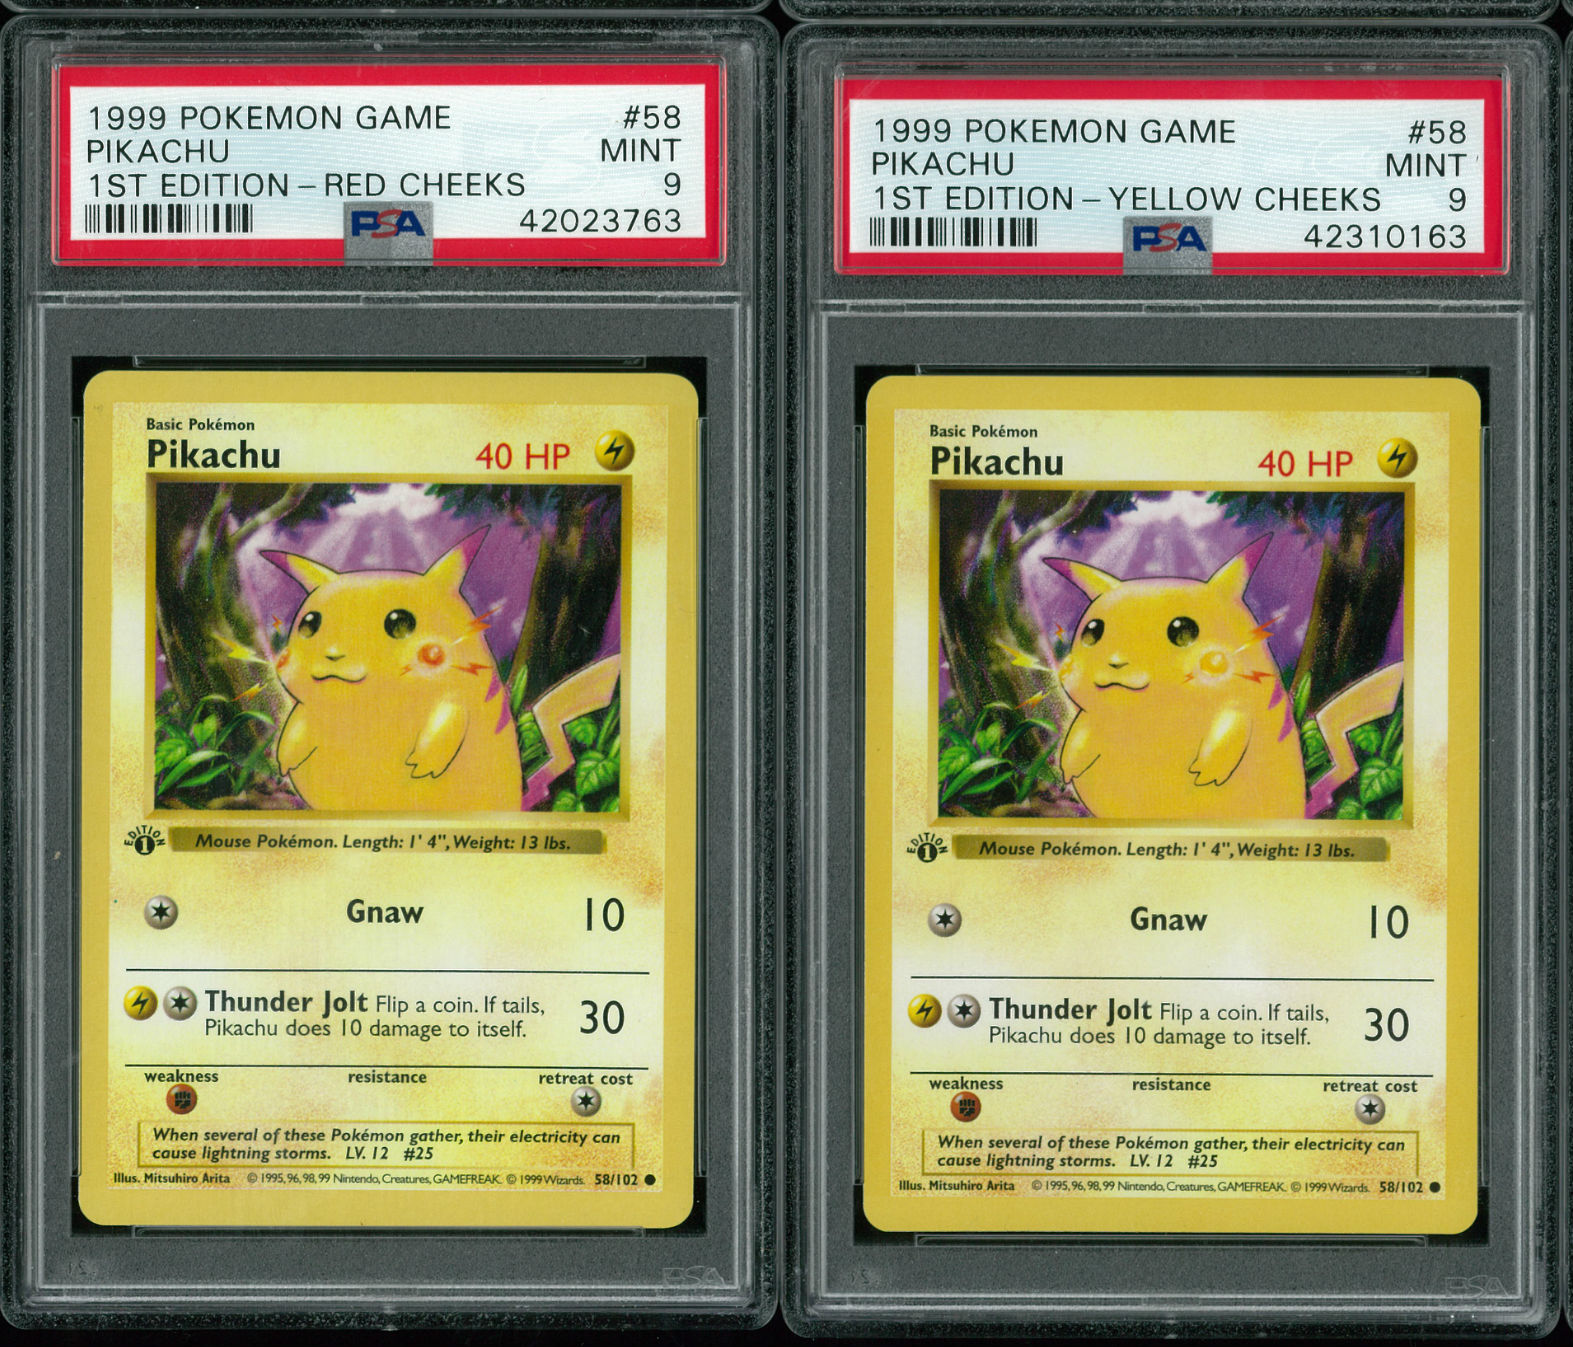 1999 POKEMON GAME #58
PIKACHU MINT
1ST EDITION – RED CHEEKS 9
PSA 42023763
Basic Pokémon
Pikachu 40 HP
EDITION 1
Mouse Pokémon. Length: 1' 4", Weight: 13 lbs.
Gnaw 10
Thunder Jolt Flip a coin. If tails,
Pikachu does 10 damage to itself. 30
weakness resistance retreat cost
When several of these Pokémon gather, their electricity can
cause lightning storms. LV. 12 #25
Illus. Mitsuhiro Arita © 1995, 96, 98, 99 Nintendo, Creatures, GAMEFREAK. © 1999 Wizards. 58/102
PSA
1999 POKEMON GAME #58
PIKACHU MINT
1ST EDITION – YELLOW CHEEKS 9
PSA 42310163
Basic Pokémon
Pikachu 40 HP
EDITION 1
Mouse Pokémon. Length: 1' 4", Weight: 13 lbs.
Gnaw 10
Thunder Jolt Flip a coin. If tails,
Pikachu does 10 damage to itself. 30
weakness resistance retreat cost
When several of these Pokémon gather, their electricity can
cause lightning storms. LV. 12 #25
Illus. Mitsuhiro Arita © 1995, 96, 98, 99 Nintendo, Creatures, GAMEFREAK. © 1999 Wizards. 58/102
PSA